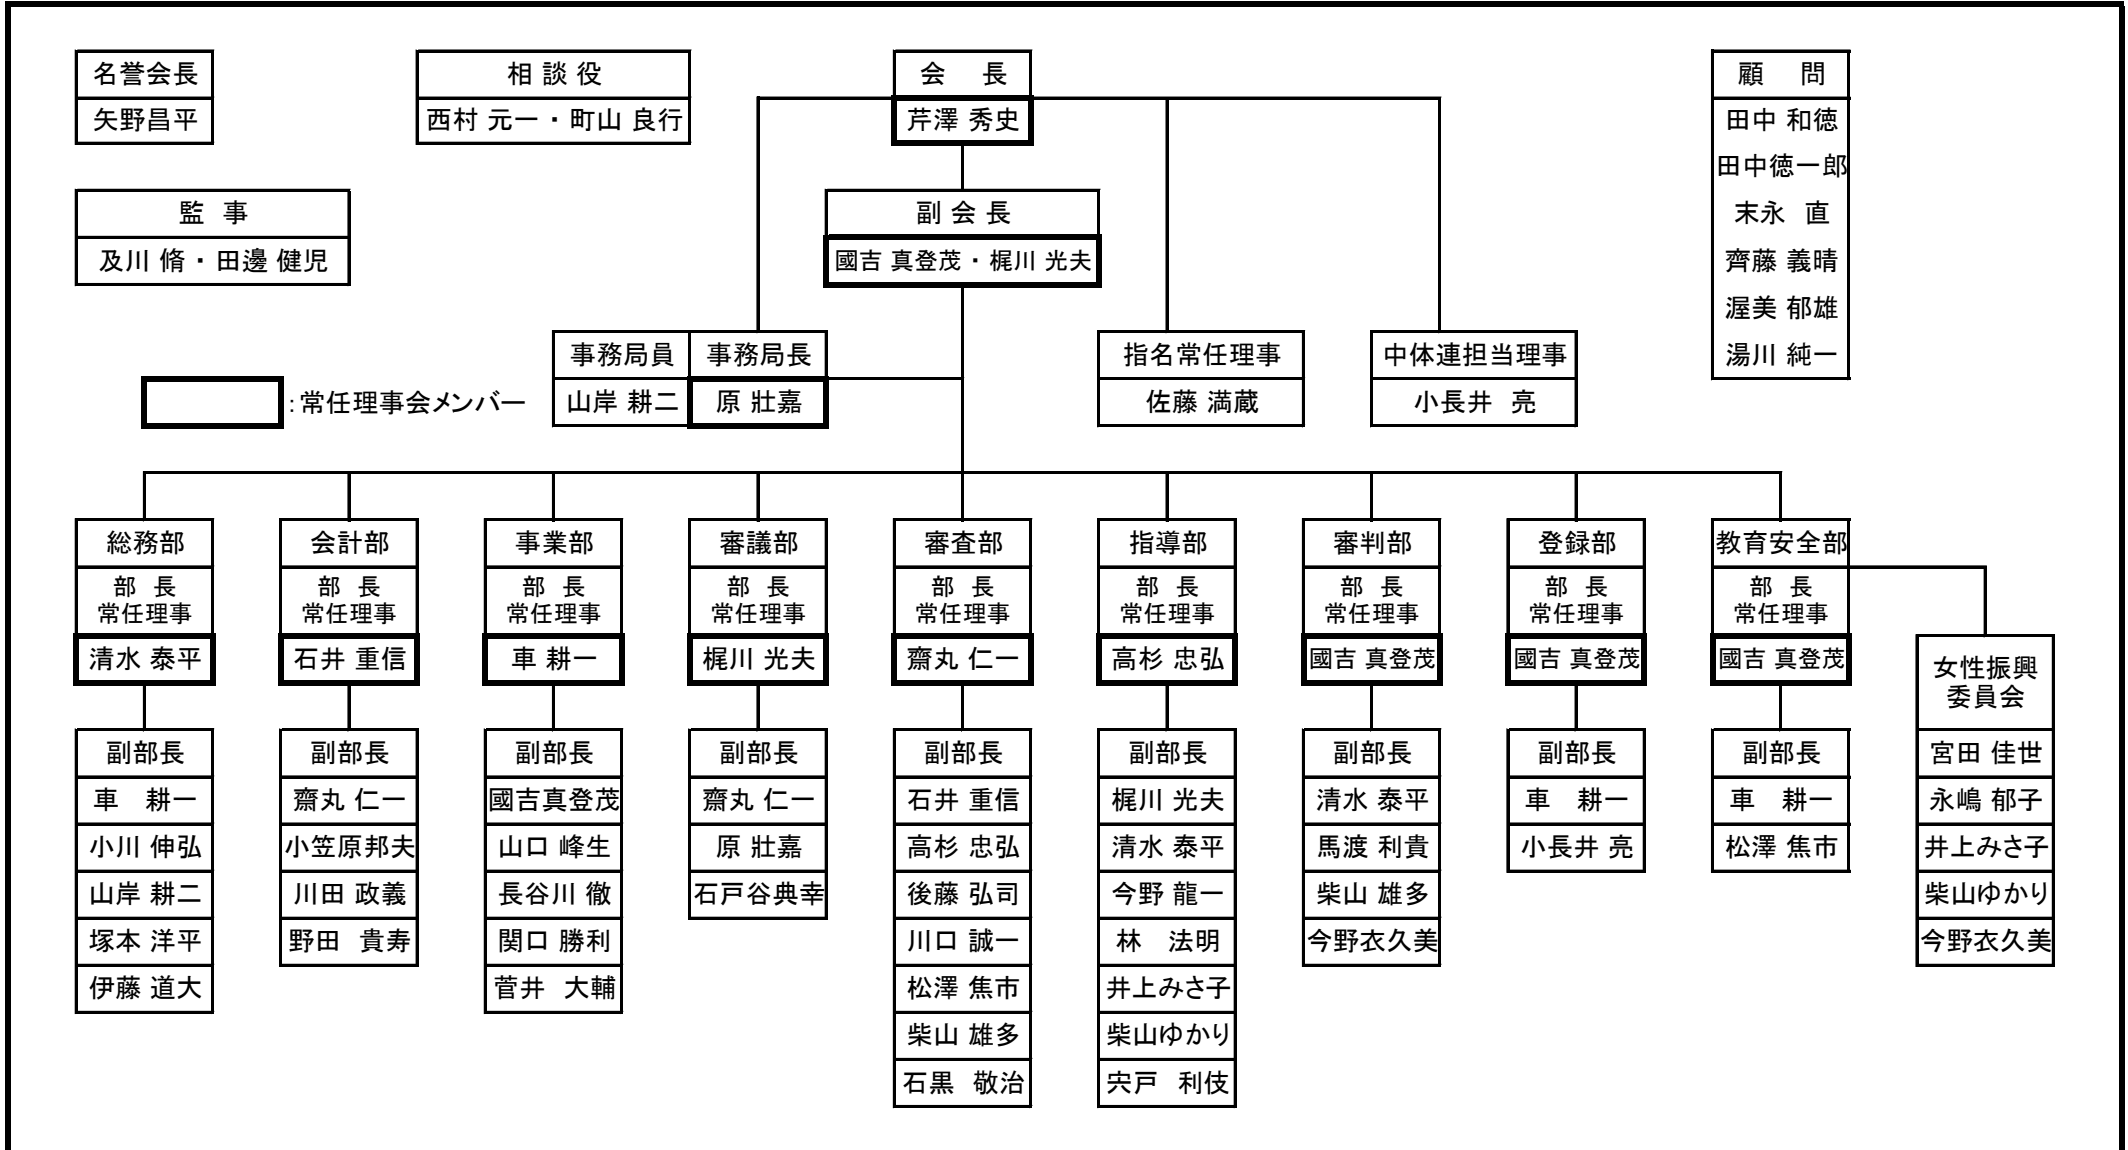 名誉会長
矢野昌平
相 談 役
西村 元一 ・ 町山 良行
会 長
芹澤 秀史
顧 問
田中 和徳
田中徳一郎
末永 直
齊藤 義晴
渥美 郁雄
湯川 純一
監 事
及川 脩 ・ 田邊 健児
副 会 長
國吉 真登茂 ・ 梶川 光夫
事務局員
山岸 耕二
事務局長
原 壯嘉
指名常任理事
佐藤 満蔵
中体連担当理事
小長井 亮
：常任理事会メンバー
総務部
部 長
常任理事
清水 泰平
副部長
車 耕一
小川 伸弘
山岸 耕二
塚本 洋平
伊藤 道大
会計部
部 長
常任理事
石井 重信
副部長
齋丸 仁一
小笠原邦夫
川田 政義
野田 貴寿
事業部
部 長
常任理事
車 耕一
副部長
國吉真登茂
山口 峰生
長谷川 徹
関口 勝利
菅井 大輔
審議部
部 長
常任理事
梶川 光夫
副部長
齋丸 仁一
原 壯嘉
石戸谷典幸
審査部
部 長
常任理事
齋丸 仁一
副部長
石井 重信
高杉 忠弘
後藤 弘司
川口 誠一
松澤 焦市
柴山 雄多
石黒 敬治
指導部
部 長
常任理事
高杉 忠弘
副部長
梶川 光夫
清水 泰平
今野 龍一
林 法明
井上みさ子
柴山ゆかり
宍戸 利伎
審判部
部 長
常任理事
國吉 真登茂
副部長
清水 泰平
馬渡 利貴
柴山 雄多
今野衣久美
登録部
部 長
常任理事
國吉 真登茂
副部長
車 耕一
小長井 亮
教育安全部
部 長
常任理事
國吉 真登茂
副部長
車 耕一
松澤 焦市
女性振興
委員会
宮田 佳世
永嶋 郁子
井上みさ子
柴山ゆかり
今野衣久美